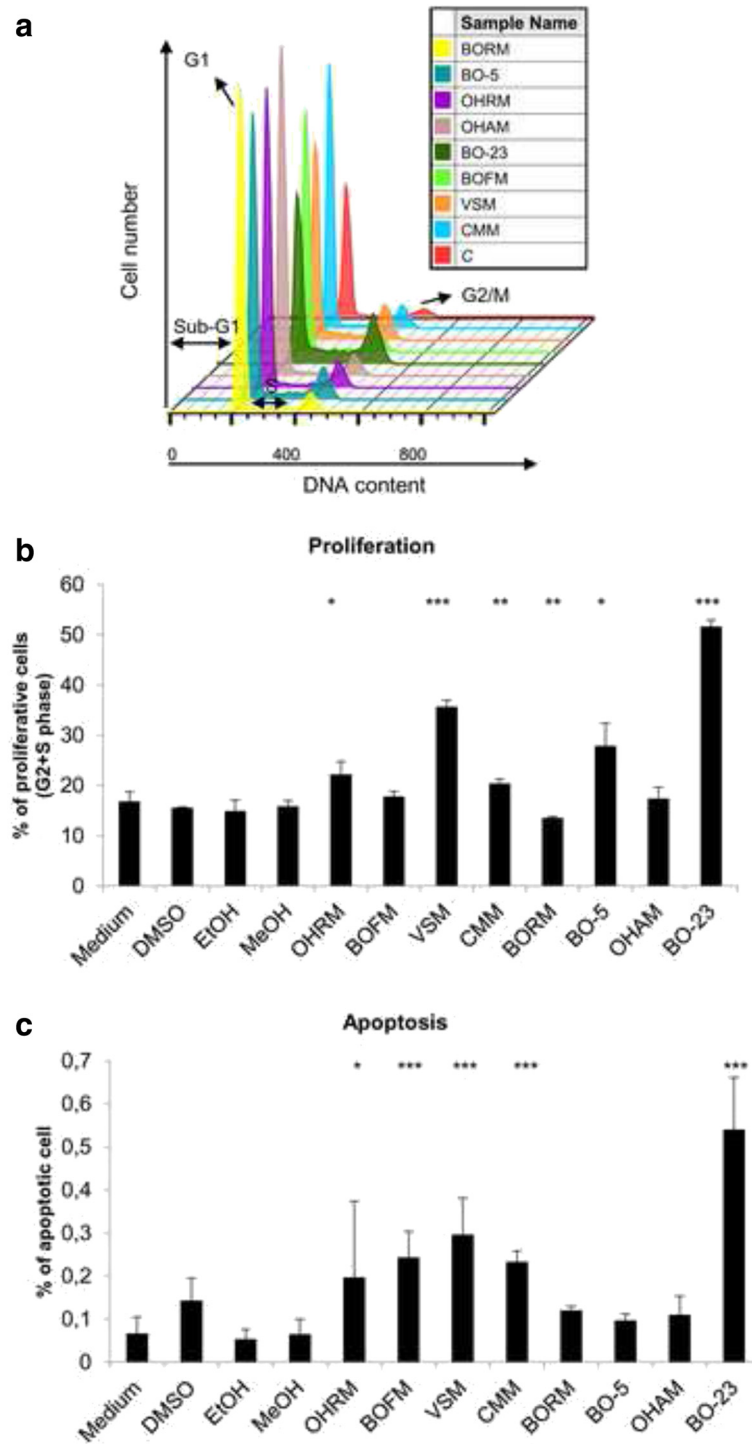 a
Sample Name
BORM
BO-5
OHRM
OHAM
BO-23
BOFM
VSM
CMM
C
G1
Cell number
G2/M
Sub-G1
S
0 400 800
DNA content
b
Proliferation
% of proliferative cells
(G2+S phase)
60
50
40
30
20
10
0
* *** ** ** * ***
Medium DMSO EtOH MeOH OHRM BOFM VSM CMM BORM BO-5 OHAM BO-23
c
Apoptosis
% of apoptotic cell
0,7
0,6
0,5
0,4
0,3
0,2
0,1
0
* *** *** *** ***
Medium DMSO EtOH MeOH OHRM BOFM VSM CMM BORM BO-5 OHAM BO-23